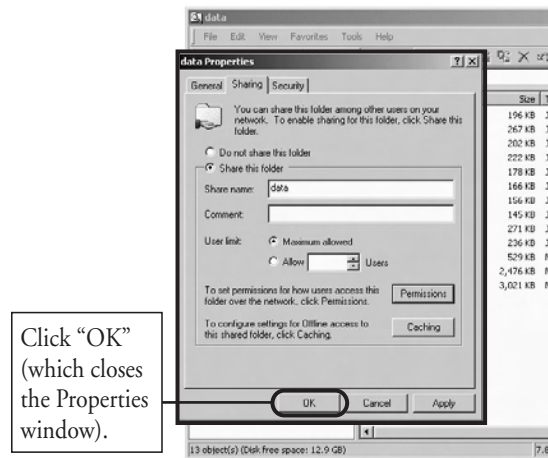 data
File Edit View Favorites Tools Help
data Properties
General Sharing Security
You can share this folder among other users on your
network. To enable sharing for this folder, click Share this
folder.
Do not share this folder
Share this folder
Share name: data
Comment:
User limit: Maximum allowed
Allow Users
To set permissions for how users access this
folder over the network, click Permissions.
Permissions
To configure settings for Offline access to
this shared folder, click Caching.
Caching
OK Cancel Apply
Size
196 KB
267 KB
202 KB
222 KB
178 KB
166 KB
156 KB
145 KB
271 KB
236 KB
529 KB
2,476 KB
3,021 KB
Click “OK”
(which closes
the Properties
window).
13 object(s) (Disk free space: 12.9 GB)
7.8